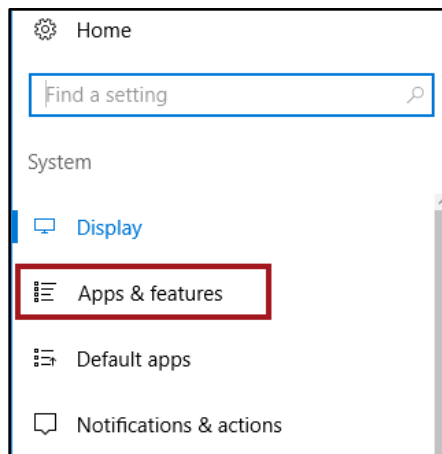 Home
Find a setting
System
Display
Apps & features
Default apps
Notifications & actions